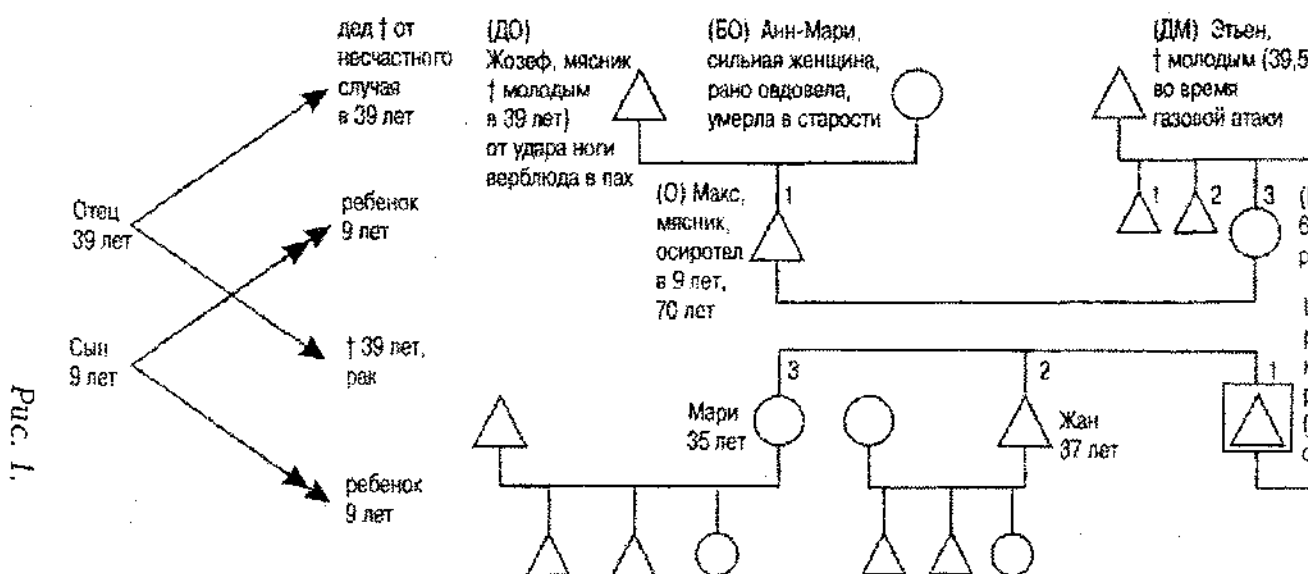 дед † от
несчастного
случая
в 39 лет
Отец
39 лет
ребенок
9 лет
Сын
9 лет
† 39 лет,
рак
ребенок
9 лет
Рис. 1.
(ДО)
Жозеф, мясник
† молодым
в 39 лет)
от удара ноги
верблюда в пах
(БО) Анн-Мари,
сильная женщина,
рано овдовела,
умерла в старости
(ДМ) Этьен,
† молодым (39,5
во время
газовой атаки
(О) Макс,
мясник,
осиротел
в 9 лет,
70 лет
1
1
2
3
(
6
р
3
2
1
Мари
35 лет
Жан
37 лет
р
к
р
(